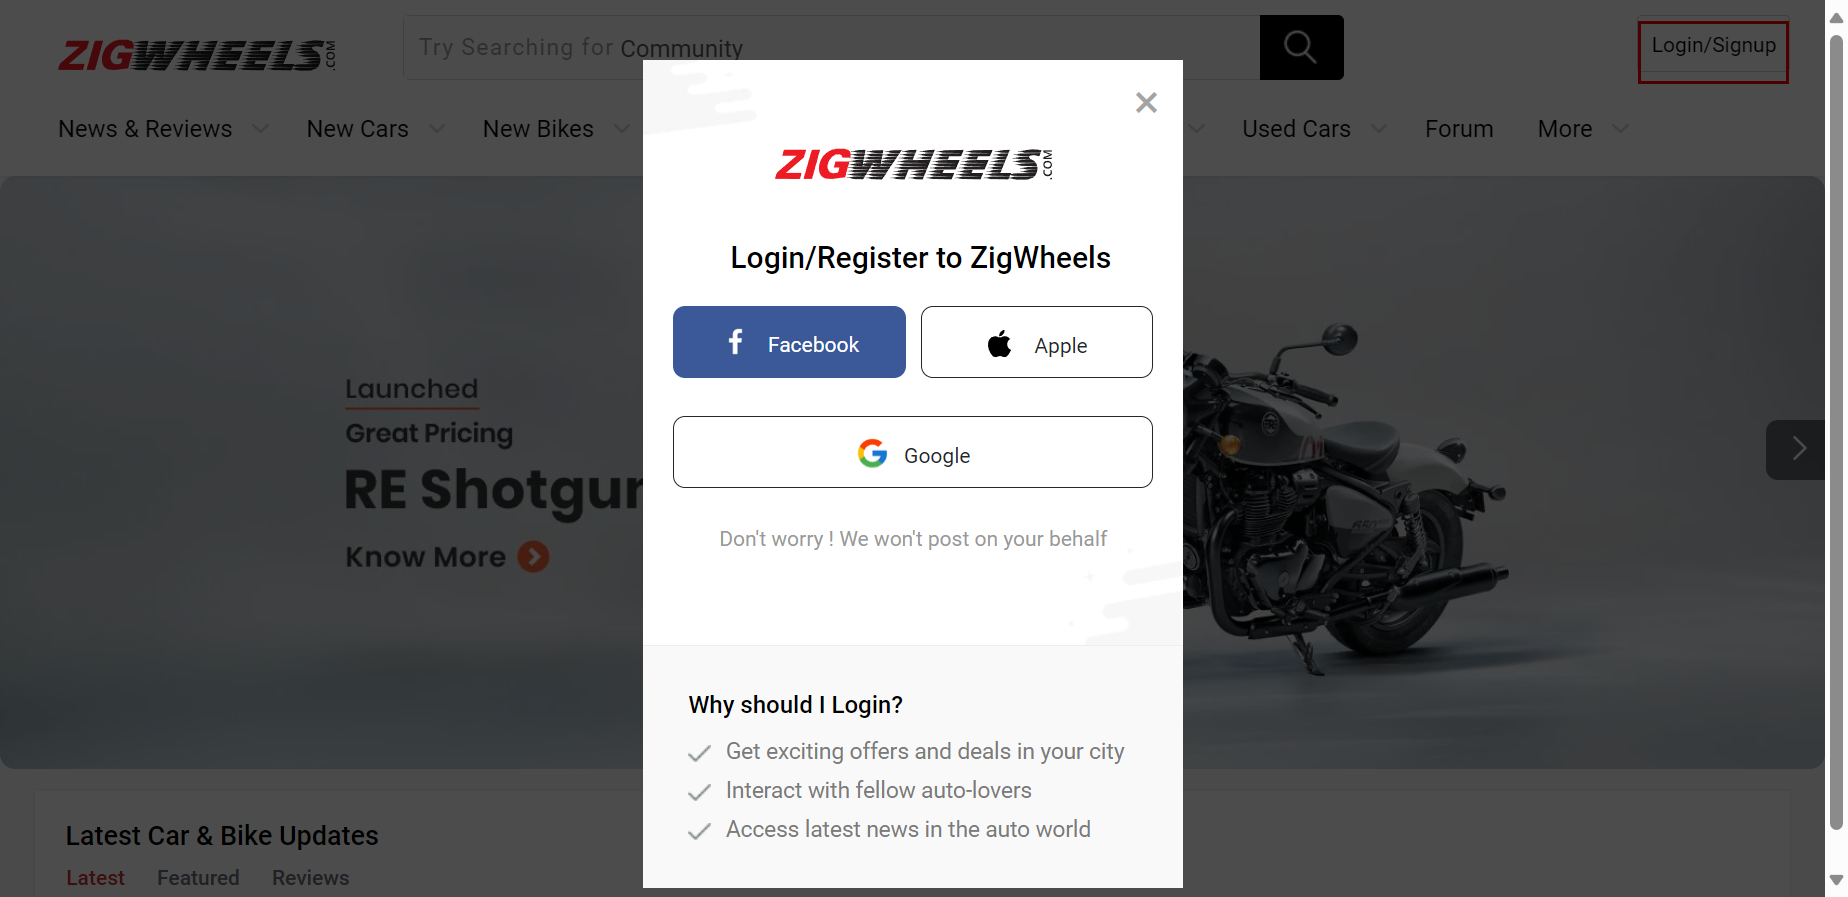 ZIGWHEELS.COM
Try Searching for Community
Login/Signup
News & Reviews
New Cars
New Bikes
Used Cars
Forum
More
ZIGWHEELS.COM
Login/Register to ZigWheels
Facebook
Apple
Google
Don't worry ! We won't post on your behalf
Why should I Login?
Get exciting offers and deals in your city
Interact with fellow auto-lovers
Access latest news in the auto world
Launched
Great Pricing
RE Shotgun
Know More
Latest Car & Bike Updates
Latest
Featured
Reviews